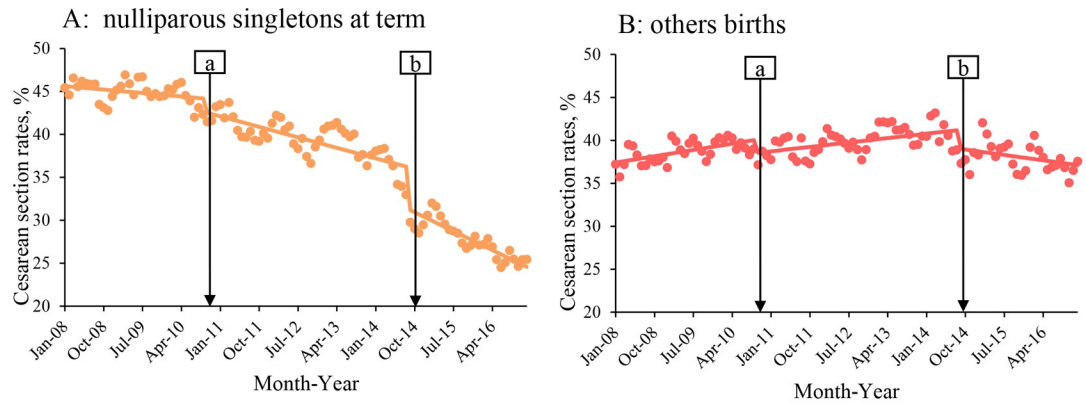 A: nulliparous singletons at term
a
b
Cesarean section rates, %
50
45
40
35
30
25
20
Jan-08
Oct-08
Jul-09
Apr-10
Jan-11
Oct-11
Jul-12
Apr-13
Jan-14
Oct-14
Jul-15
Apr-16
Month-Year
B: others births
a
b
Cesarean section rates, %
50
45
40
35
30
25
20
Jan-08
Oct-08
Jul-09
Apr-10
Jan-11
Oct-11
Jul-12
Apr-13
Jan-14
Oct-14
Jul-15
Apr-16
Month-Year